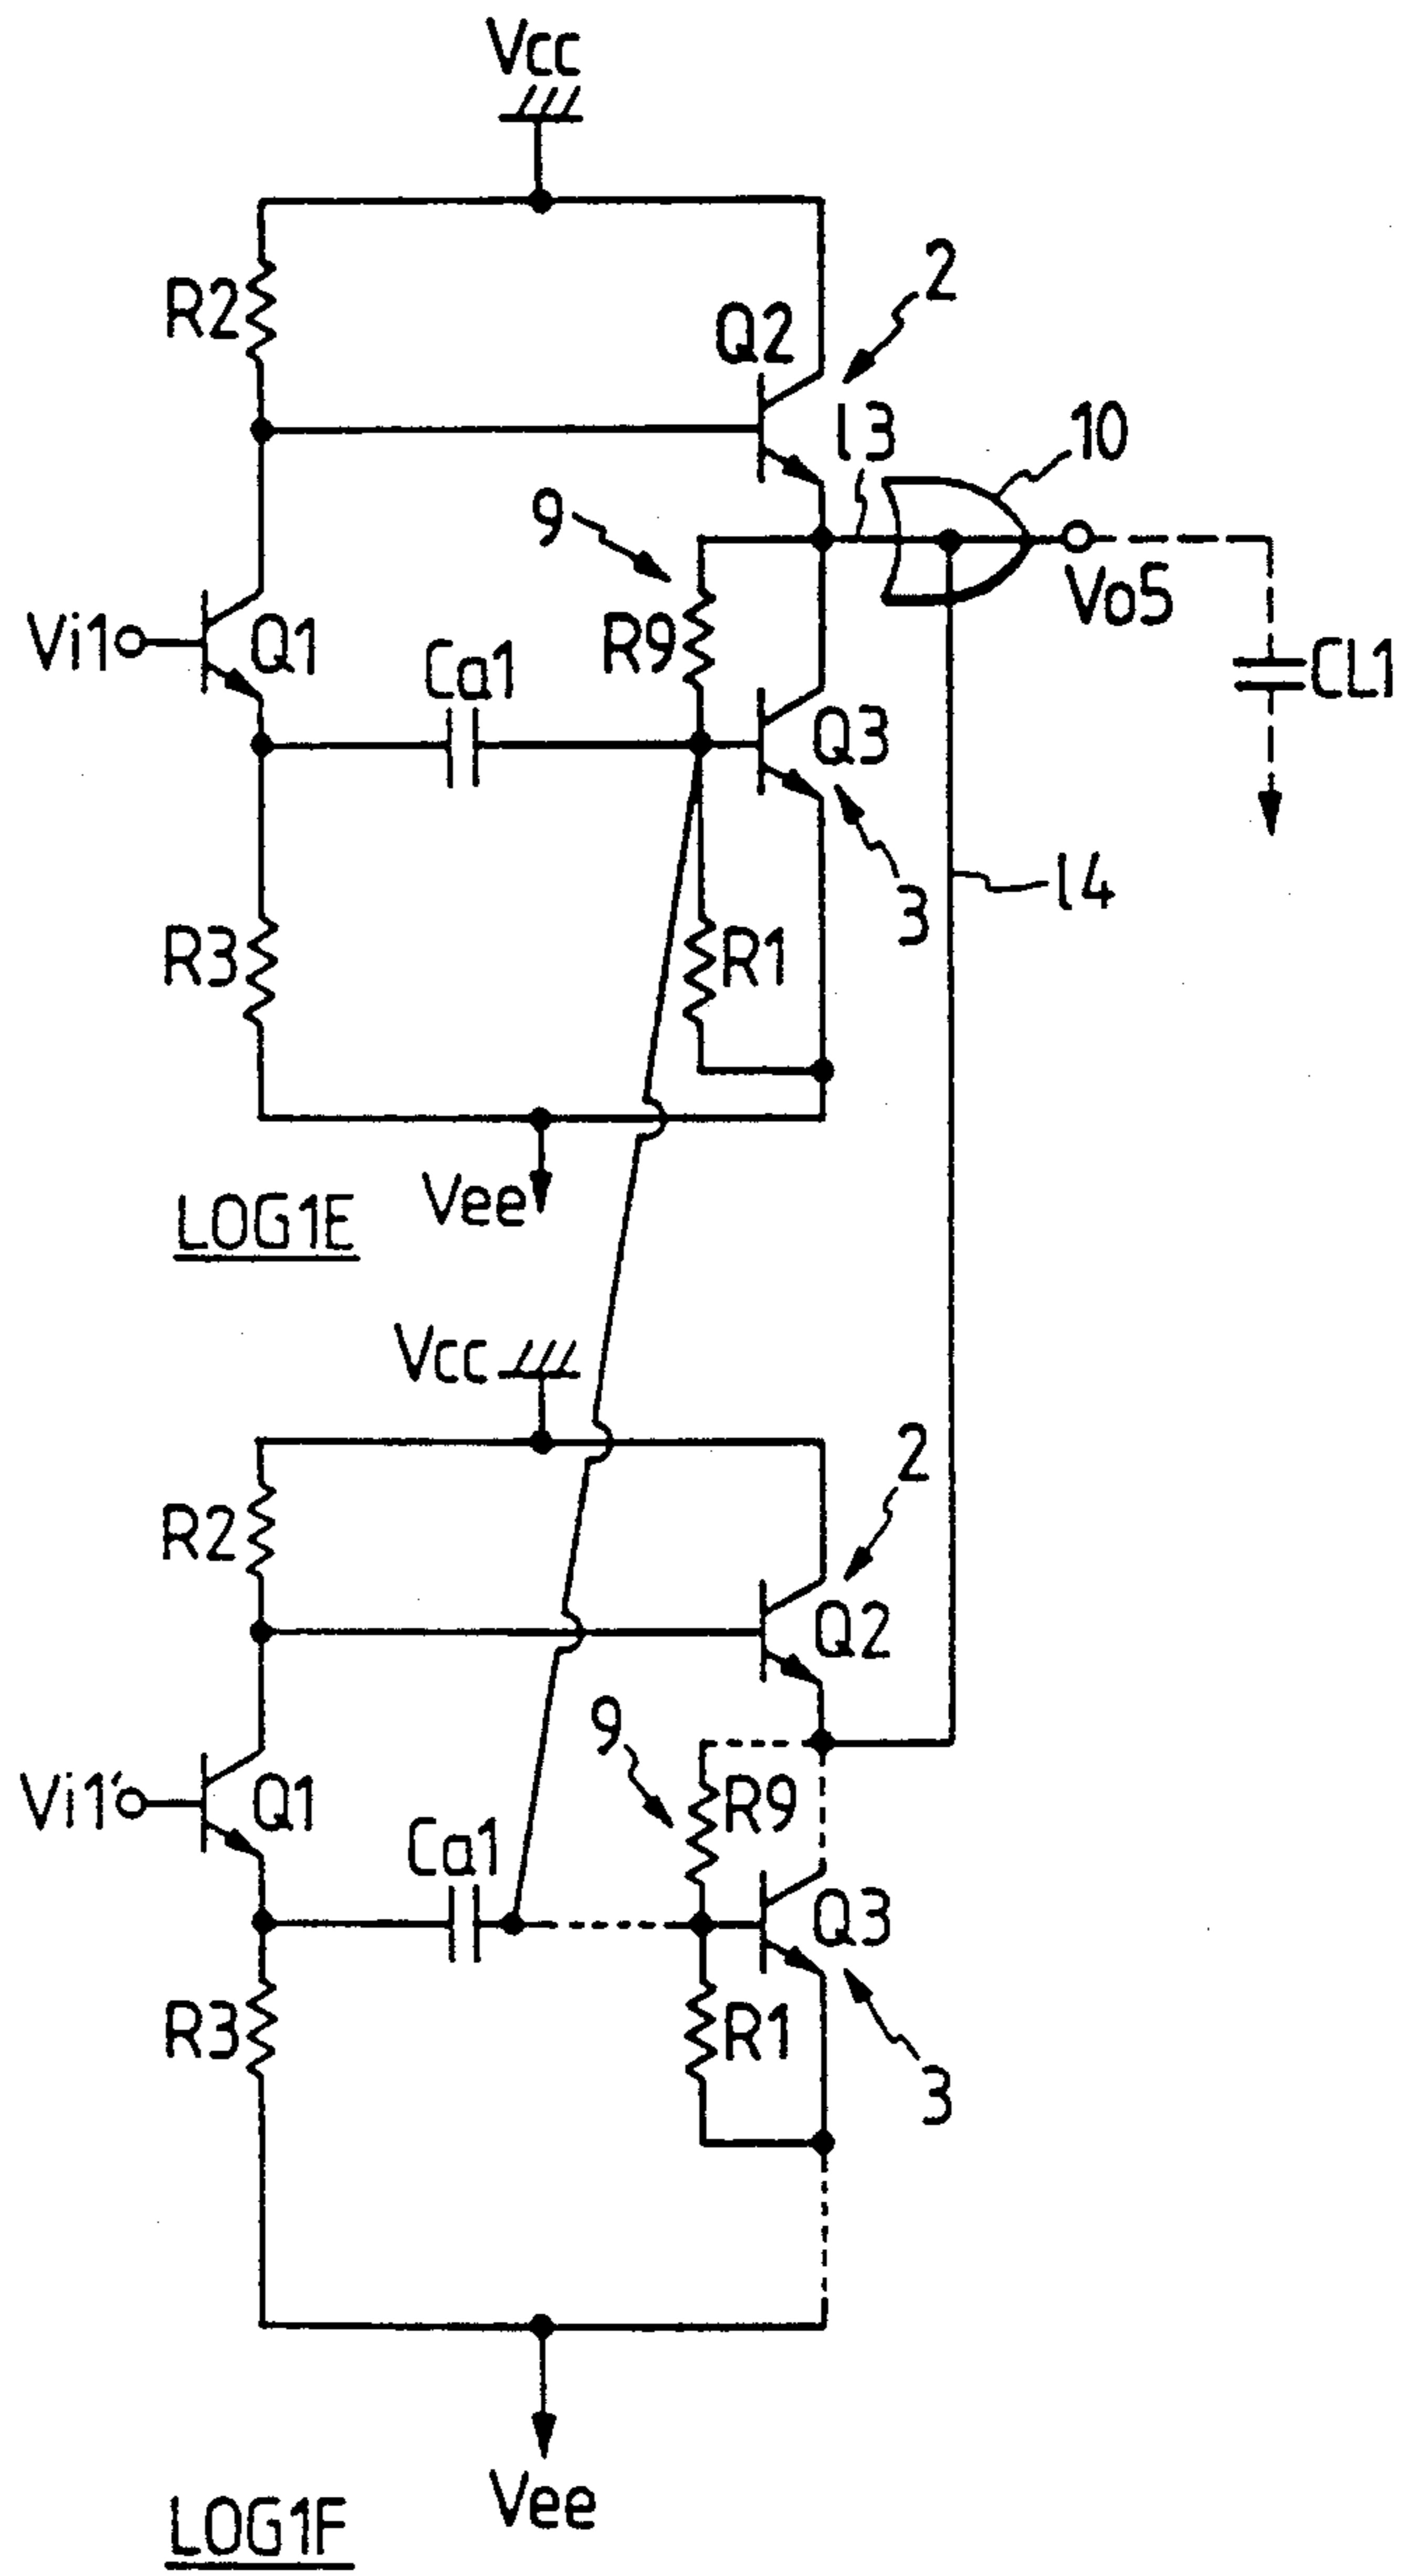 Vcc
R2
Q2
2
l3
10
9
Vi1
Q1
Ca1
R9
Vo5
CL1
Q3
3
l4
R3
R1
Vee
LOG1E
Vcc
R2
2
Q2
9
Vi1'
Q1
R9
Ca1
Q3
R3
R1
3
Vee
LOG1F